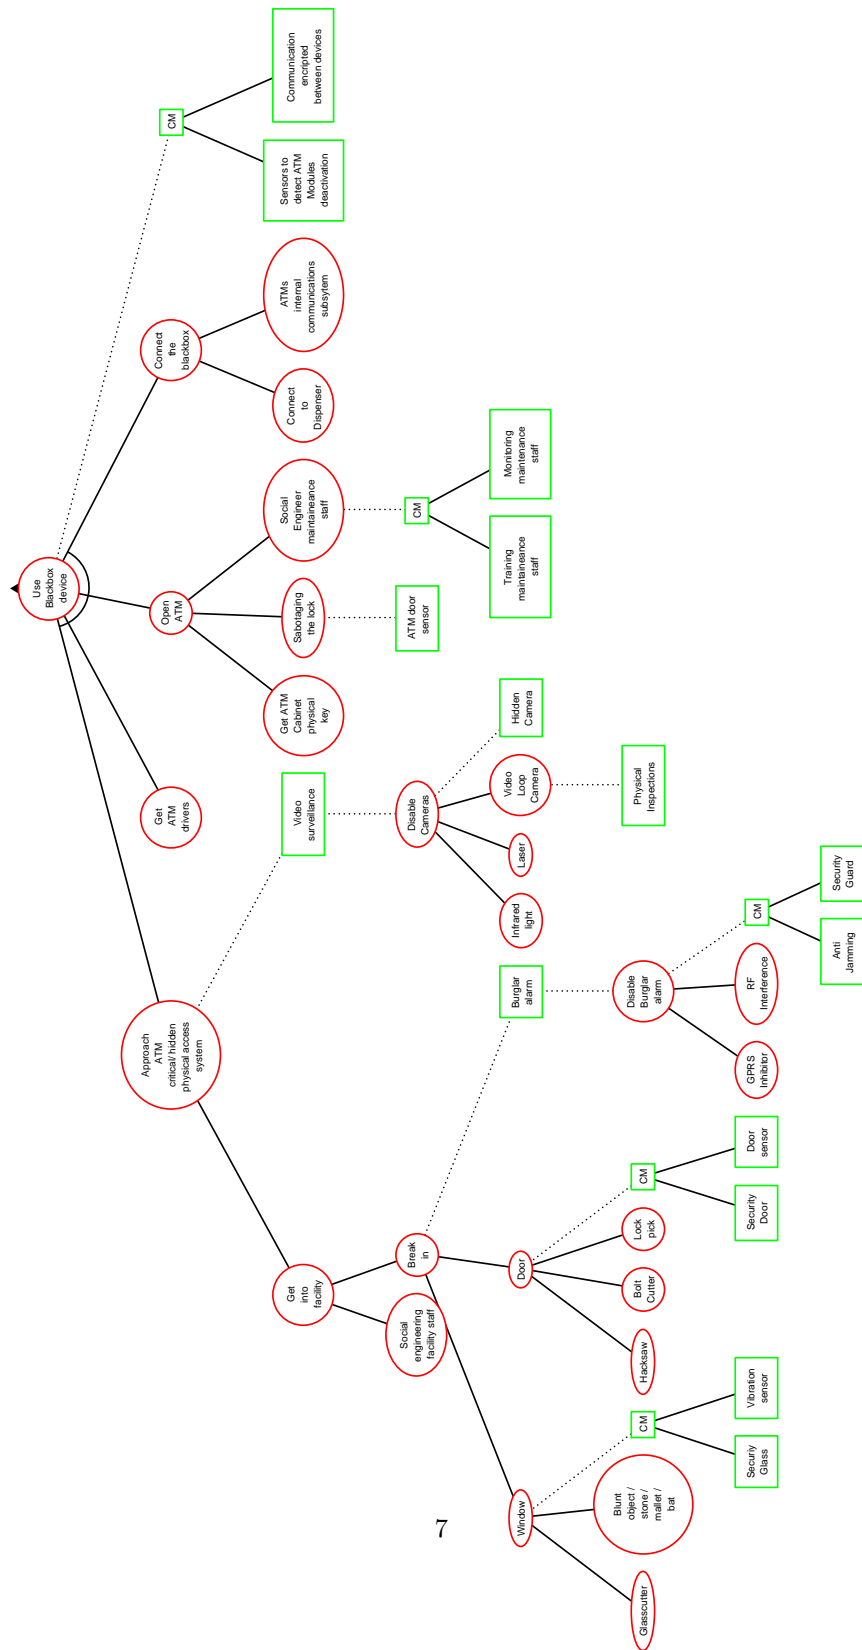 Use
Blackbox
device
Approach
ATM
critical/ hidden
physical access
system
Get
ATM
drivers
Open
ATM
Connect
the
blackbox
CM
Get
into
facility
Video
surveillance
Get ATM
Cabinet
physical
key
Sabotaging
the lock
Social
Engineer
maintaineance
staff
Connect
to
Dispenser
ATMs
internal
communications
subsytem
Sensors to
detect ATM
Modules
deactivation
Communication
encripted
between devices
Social
engineering
facility staff
Break
in
Disable
Cameras
ATM door
sensor
CM
Window
Door
Burglar
alarm
Infrared
light
Laser
Video
Loop
Camera
Hidden
Camera
Training
maintaineance
staff
Monitoring
maintenance
staff
Glasscutter
Blunt
object /
stone /
mallet /
bat
CM
Hacksaw
Bolt
Cutter
Lock
pick
CM
Disable
Burglar
alarm
Physical
Inspections
Securiy
Glass
Vibration
sensor
Security
Door
Door
sensor
GPRS
Inhibitor
RF
Interference
CM
Anti
Jamming
Security
Guard
7